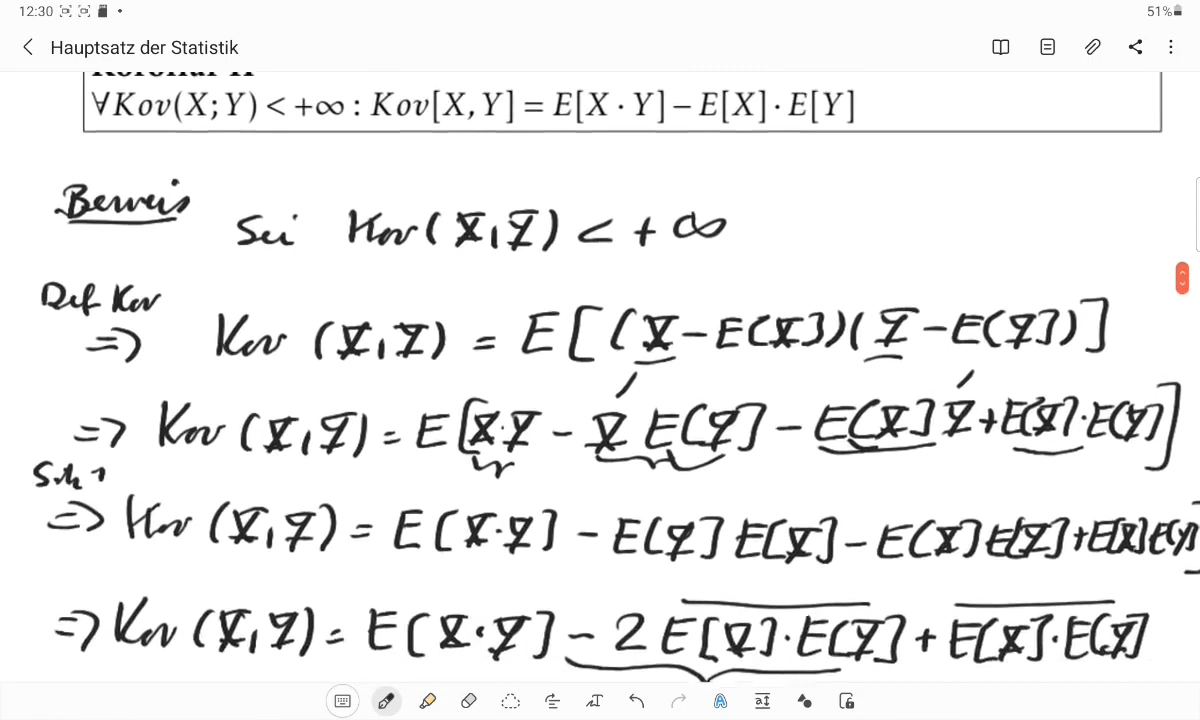 12:30 51%
Hauptsatz der Statistik
∀Kov(X;Y) < +∞ : Kov[X,Y] = E[X · Y] − E[X] · E[Y]
Beweis
Sei Kov(X,Y) < +∞
Def Kov
=> Kov (X,Y) = E[(X−E[X])(Y−E[Y])]
=> Kov (X,Y) = E[X·Y − X E[Y] − E[X] Y + E[X]·E[Y]]
=> Kov (X,Y) = E[X·Y] − E[Y] E[X] − E[X] E[Y] + E[X] E[Y]
=> Kov (X,Y) = E[X·Y] − 2 E[X]·E[Y] + E[X]·E[Y]